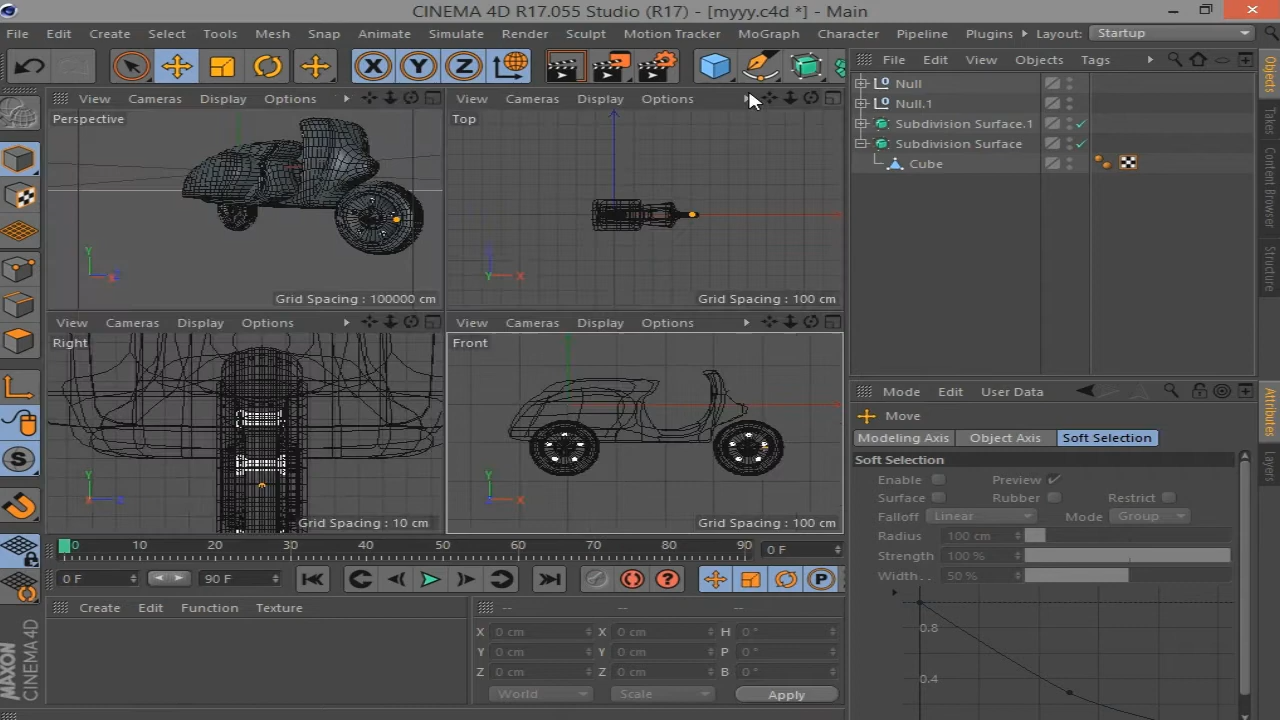 CINEMA 4D R17.055 Studio (R17) - [myyy.c4d *] - Main
File Edit Create Select Tools Mesh Snap Animate Simulate Render Sculpt Motion Tracker MoGraph Character Pipeline Plugins Layout: Startup
File Edit View Objects Tags
View Cameras Display Options
View Cameras Display Options
Perspective
Top
Null
Null.1
Subdivision Surface.1
Subdivision Surface
Cube
Y
X
Y
X
Grid Spacing : 100000 cm
Grid Spacing : 100 cm
View Cameras Display Options
View Cameras Display Options
Right
Front
Y
Y
X
Grid Spacing : 10 cm
Grid Spacing : 100 cm
Objects
Takes
Content Browser
Structure
Attributes
Layers
Mode Edit User Data
Move
Modeling Axis Object Axis Soft Selection
Soft Selection
Enable Preview
Surface Rubber Restrict
Falloff Linear Mode Group
Radius 100 cm
Strength 100 %
Width. . 50 %
0.8
0.4
0 10 20 30 40 50 60 70 80 90 0 F
0 F 90 F
Create Edit Function Texture
-- -- --
X 0 cm X 0 cm H 0 °
Y 0 cm Y 0 cm P 0 °
Z 0 cm Z 0 cm B 0 °
World Scale Apply
MAXON
CINEMA 4D